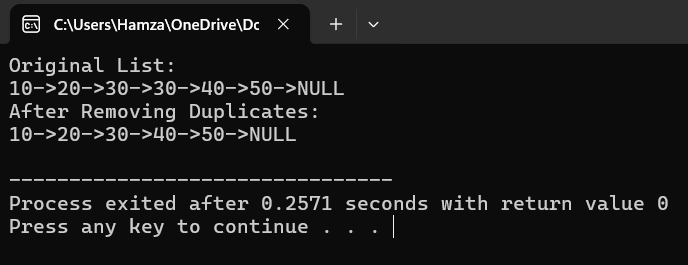 C:\Users\Hamza\OneDrive\Dc
Original List:
10->20->30->30->40->50->NULL
After Removing Duplicates:
10->20->30->40->50->NULL
--------------------------------
Process exited after 0.2571 seconds with return value 0
Press any key to continue . . .